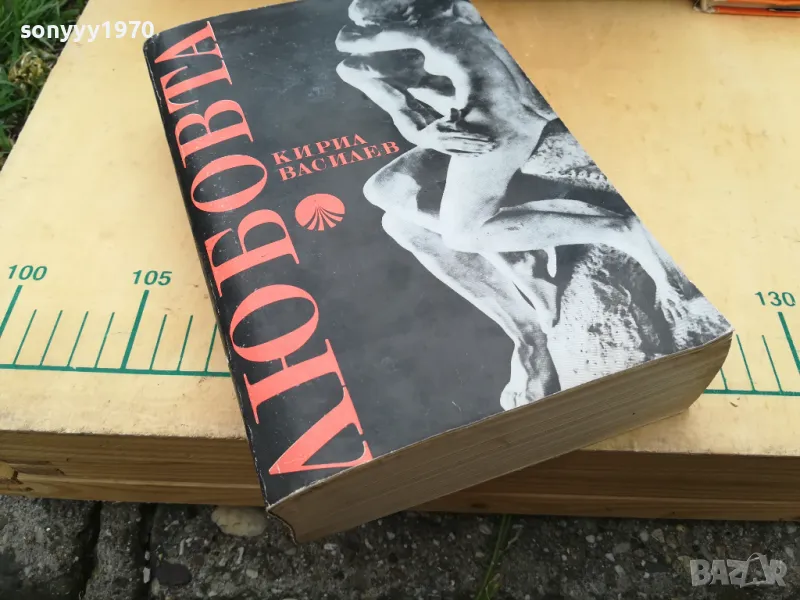 sonyyy1970
ЛЮБОВТА
КИРИЛ
ВАСИЛЕВ
100
105
130
BAZAR